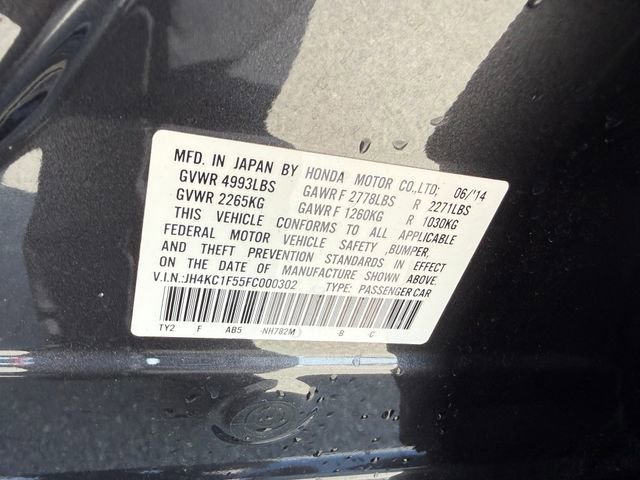 MFD. IN JAPAN BY HONDA MOTOR CO.,LTD; 06/'14
GVWR 4993LBS GAWR F 2778LBS R 2271LBS
GVWR 2265KG GAWR F 1260KG R 1030KG
THIS VEHICLE CONFORMS TO ALL APPLICABLE
FEDERAL MOTOR VEHICLE SAFETY ,BUMPER,
AND THEFT PREVENTION STANDARDS IN EFFECT
ON THE DATE OF MANUFACTURE SHOWN ABOVE.
V.I.N.:JH4KC1F55FC000302 TYPE: PASSENGER CAR
TY2 F AB5 -NH782M -B -C